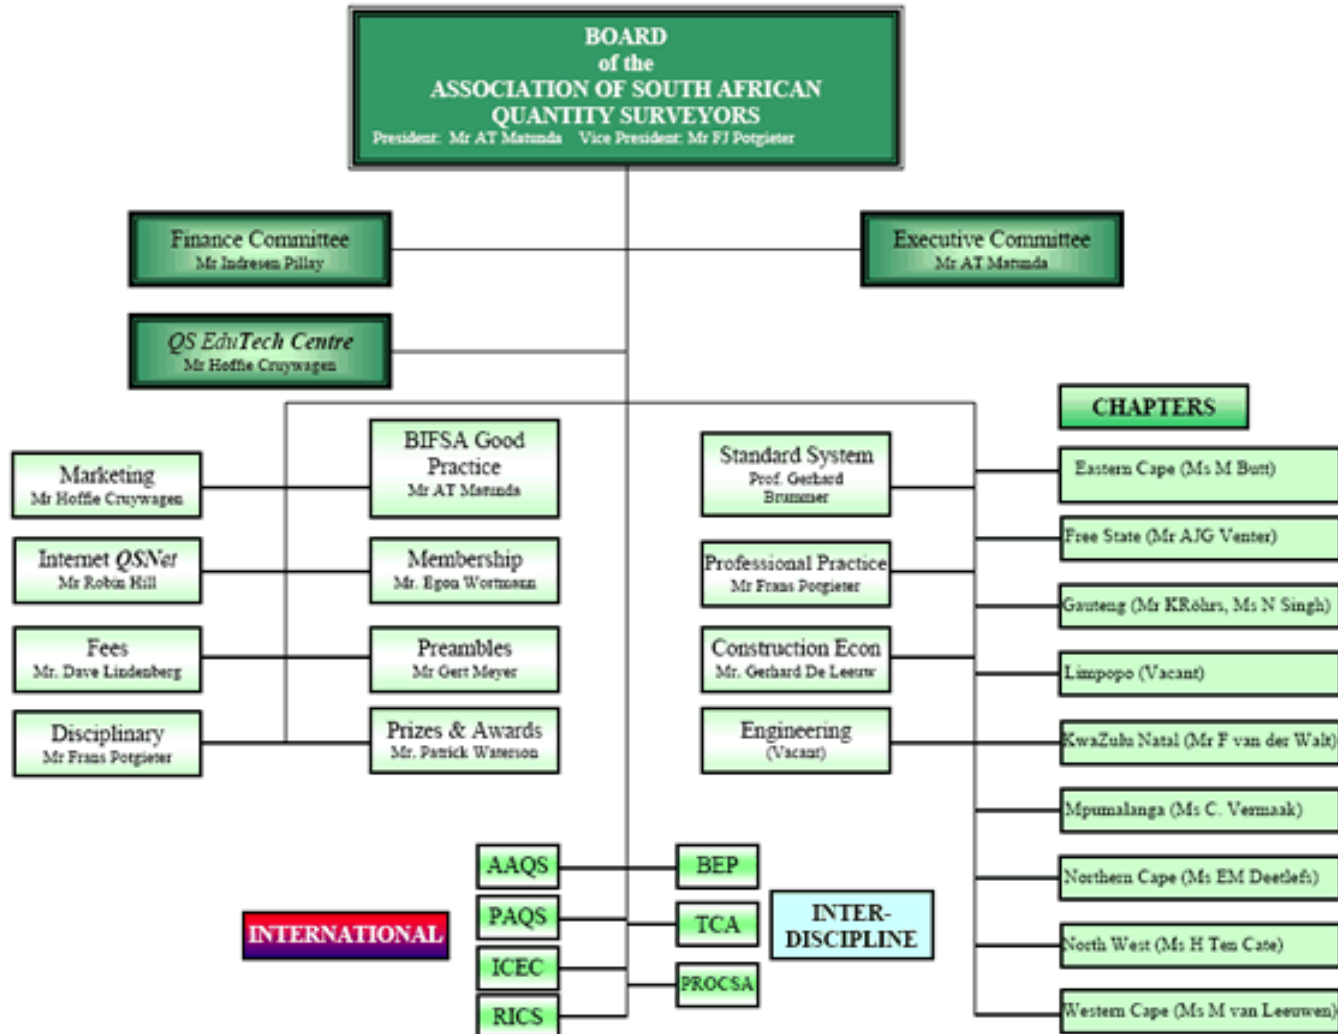 BOARD
of the
ASSOCIATION OF SOUTH AFRICAN
QUANTITY SURVEYORS
President: Mr AT Matunda Vice President: Mr FJ Potgieter
Finance Committee
Mr Indresen Pillay
Executive Committee
Mr AT Matunda
QS EduTech Centre
Mr Hoffie Cruywagen
Marketing
Mr Hoffie Cruywagen
BIFSA Good
Practice
Mr AT Matunda
Internet QSNet
Mr Robin Hill
Membership
Mr. Egon Wortmann
Fees
Mr. Dave Lindenberg
Preambles
Mr Gert Meyer
Disciplinary
Mr Frans Potgieter
Prizes & Awards
Mr. Patrick Waterson
Standard System
Prof. Gerhard
Brummer
Professional Practice
Mr Frans Potgieter
Construction Econ
Mr. Gerhard De Leeuw
Engineering
(Vacant)
CHAPTERS
Eastern Cape (Ms M Butt)
Free State (Mr AJG Venter)
Gauteng (Mr KRöhrs, Ms N Singh)
Limpopo (Vacant)
KwaZulu Natal (Mr F van der Walt)
Mpumalanga (Ms C. Vermaak)
Northern Cape (Ms EM Deetlefs)
North West (Ms H Ten Cate)
Western Cape (Ms M van Leeuwen)
INTERNATIONAL
AAQS
PAQS
ICEC
RICS
BEP
TCA
PROCSA
INTER-
DISCIPLINE